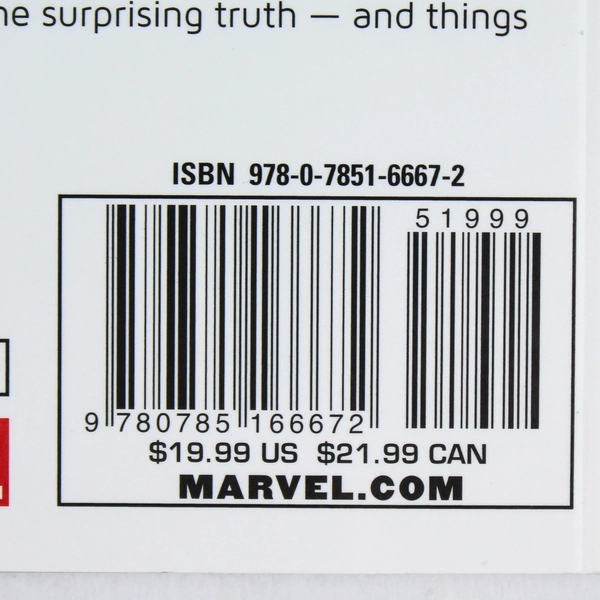 he surprising truth — and things
ISBN 978-0-7851-6667-2
51999
9 780785 166672
$19.99 US $21.99 CAN
MARVEL.COM